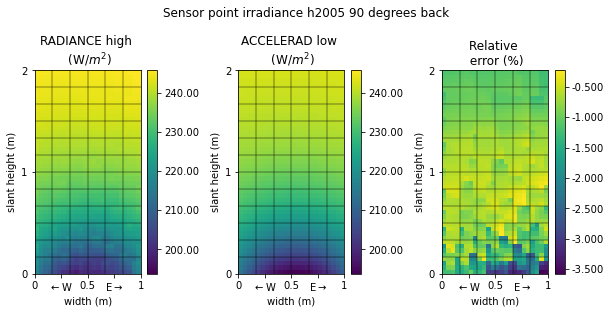 Sensor point irradiance h2005 90 degrees back
RADIANCE high
(W/m²)
ACCELERAD low
(W/m²)
Relative
error (%)
2
1
0
slant height (m)
0
0.5
1
←W
E→
width (m)
240.00
230.00
220.00
210.00
200.00
2
1
0
slant height (m)
0
0.5
1
←W
E→
width (m)
240.00
230.00
220.00
210.00
200.00
2
1
0
slant height (m)
0
0.5
1
←W
E→
width (m)
-0.500
-1.000
-1.500
-2.000
-2.500
-3.000
-3.500